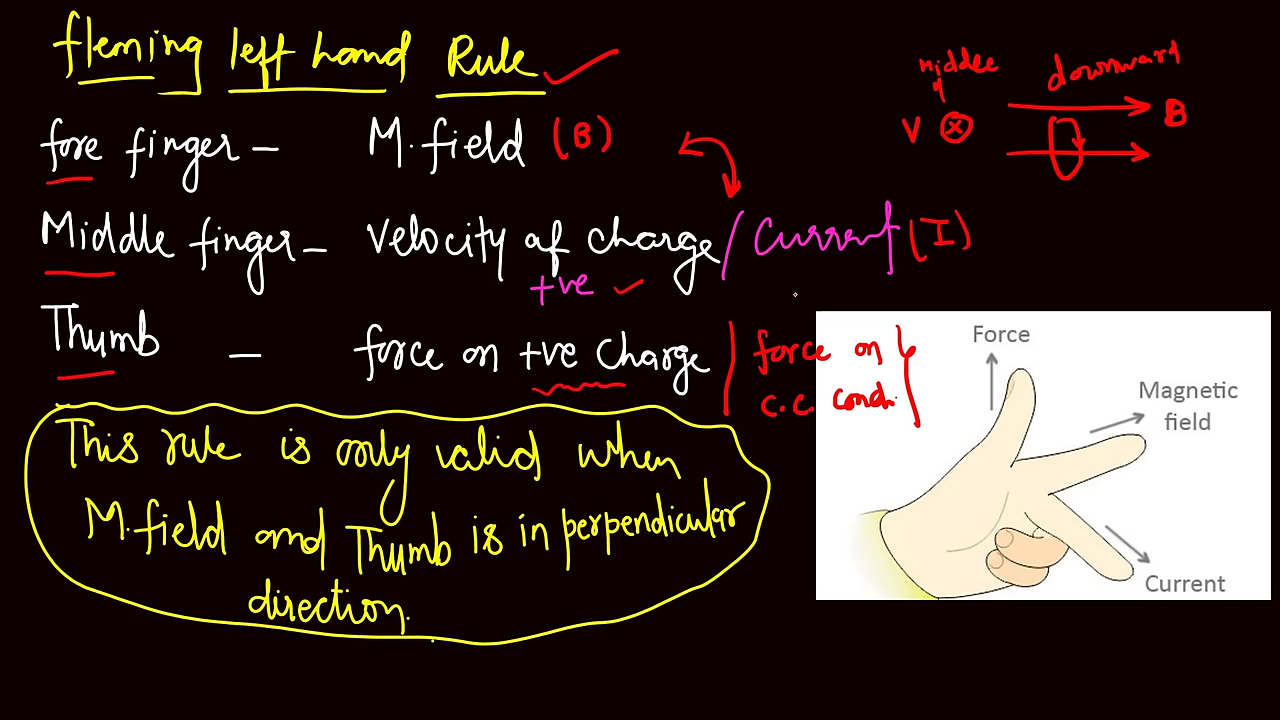 fleming left hand Rule
fore finger - M.field (B)
Middle finger - velocity of charge / Current (I)
+ve
Thumb - force on +ve charge / force on
c.c. cond.
This rule is only valid when
M.field and Thumb is in perpendicular
direction.
Middle
downward
V B
Force
Magnetic
field
Current